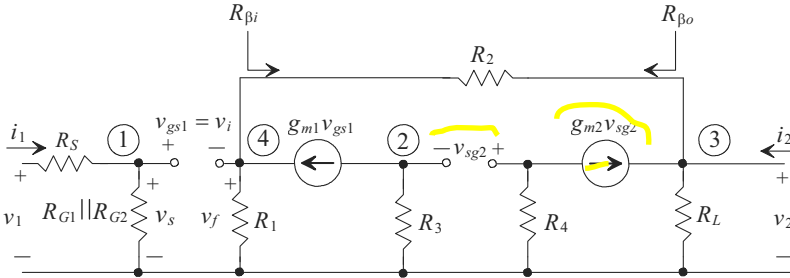 Rβi Rβo
R2
vgs1 = vi gm1vgs1 gm2vsg2
i1 RS 1 + − 4 2 − vsg2 + 3 i2
+ + + +
v1 RG1||RG2 vs vf R1 R3 R4 RL v2
− − − −